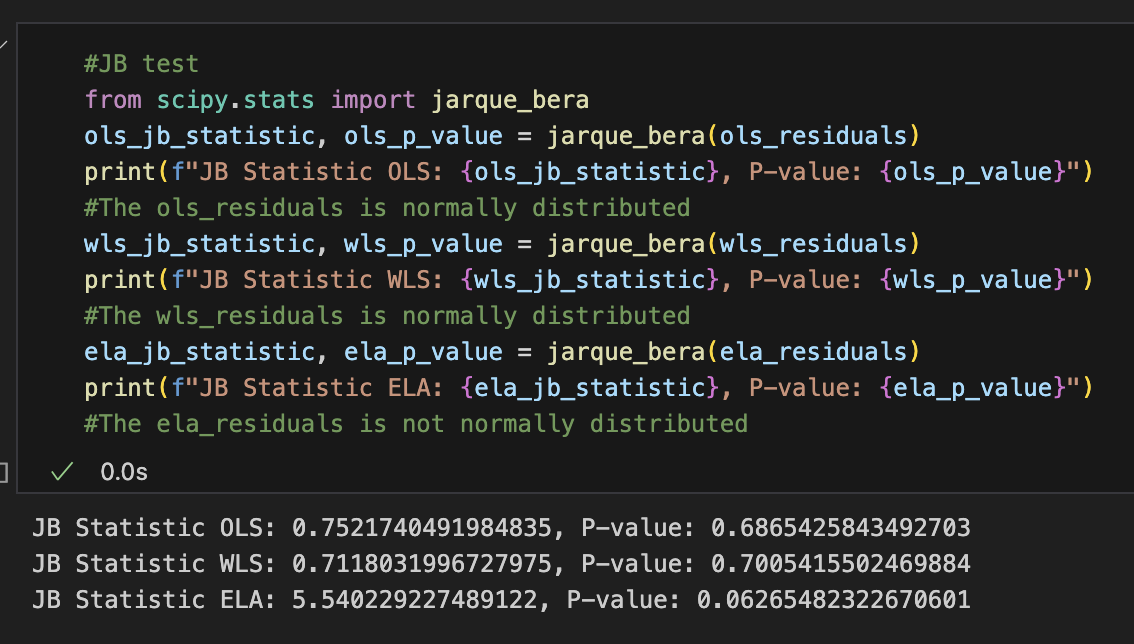 #JB test
from scipy.stats import jarque_bera
ols_jb_statistic, ols_p_value = jarque_bera(ols_residuals)
print(f"JB Statistic OLS: {ols_jb_statistic}, P-value: {ols_p_value}")
#The ols_residuals is normally distributed
wls_jb_statistic, wls_p_value = jarque_bera(wls_residuals)
print(f"JB Statistic WLS: {wls_jb_statistic}, P-value: {wls_p_value}")
#The wls_residuals is normally distributed
ela_jb_statistic, ela_p_value = jarque_bera(ela_residuals)
print(f"JB Statistic ELA: {ela_jb_statistic}, P-value: {ela_p_value}")
#The ela_residuals is not normally distributed
0.0s
JB Statistic OLS: 0.7521740491984835, P-value: 0.6865425843492703
JB Statistic WLS: 0.7118031996727975, P-value: 0.7005415502469884
JB Statistic ELA: 5.540229227489122, P-value: 0.06265482322670601